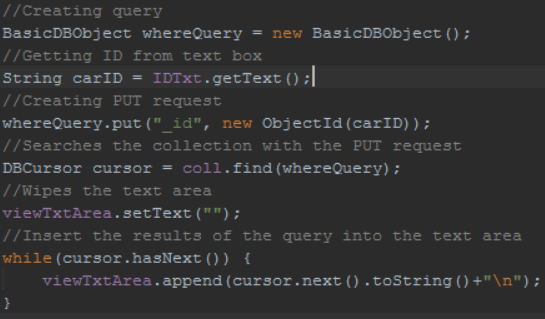 //Creating query
BasicDBObject whereQuery = new BasicDBObject();
//Getting ID from text box
String carID = IDTxt.getText();
//Creating PUT request
whereQuery.put("_id", new ObjectId(carID));
//Searches the collection with the PUT request
DBCursor cursor = coll.find(whereQuery);
//Wipes the text area
viewTxtArea.setText("");
//Insert the results of the query into the text area
while(cursor.hasNext()) {
    viewTxtArea.append(cursor.next().toString()+"\n");
}